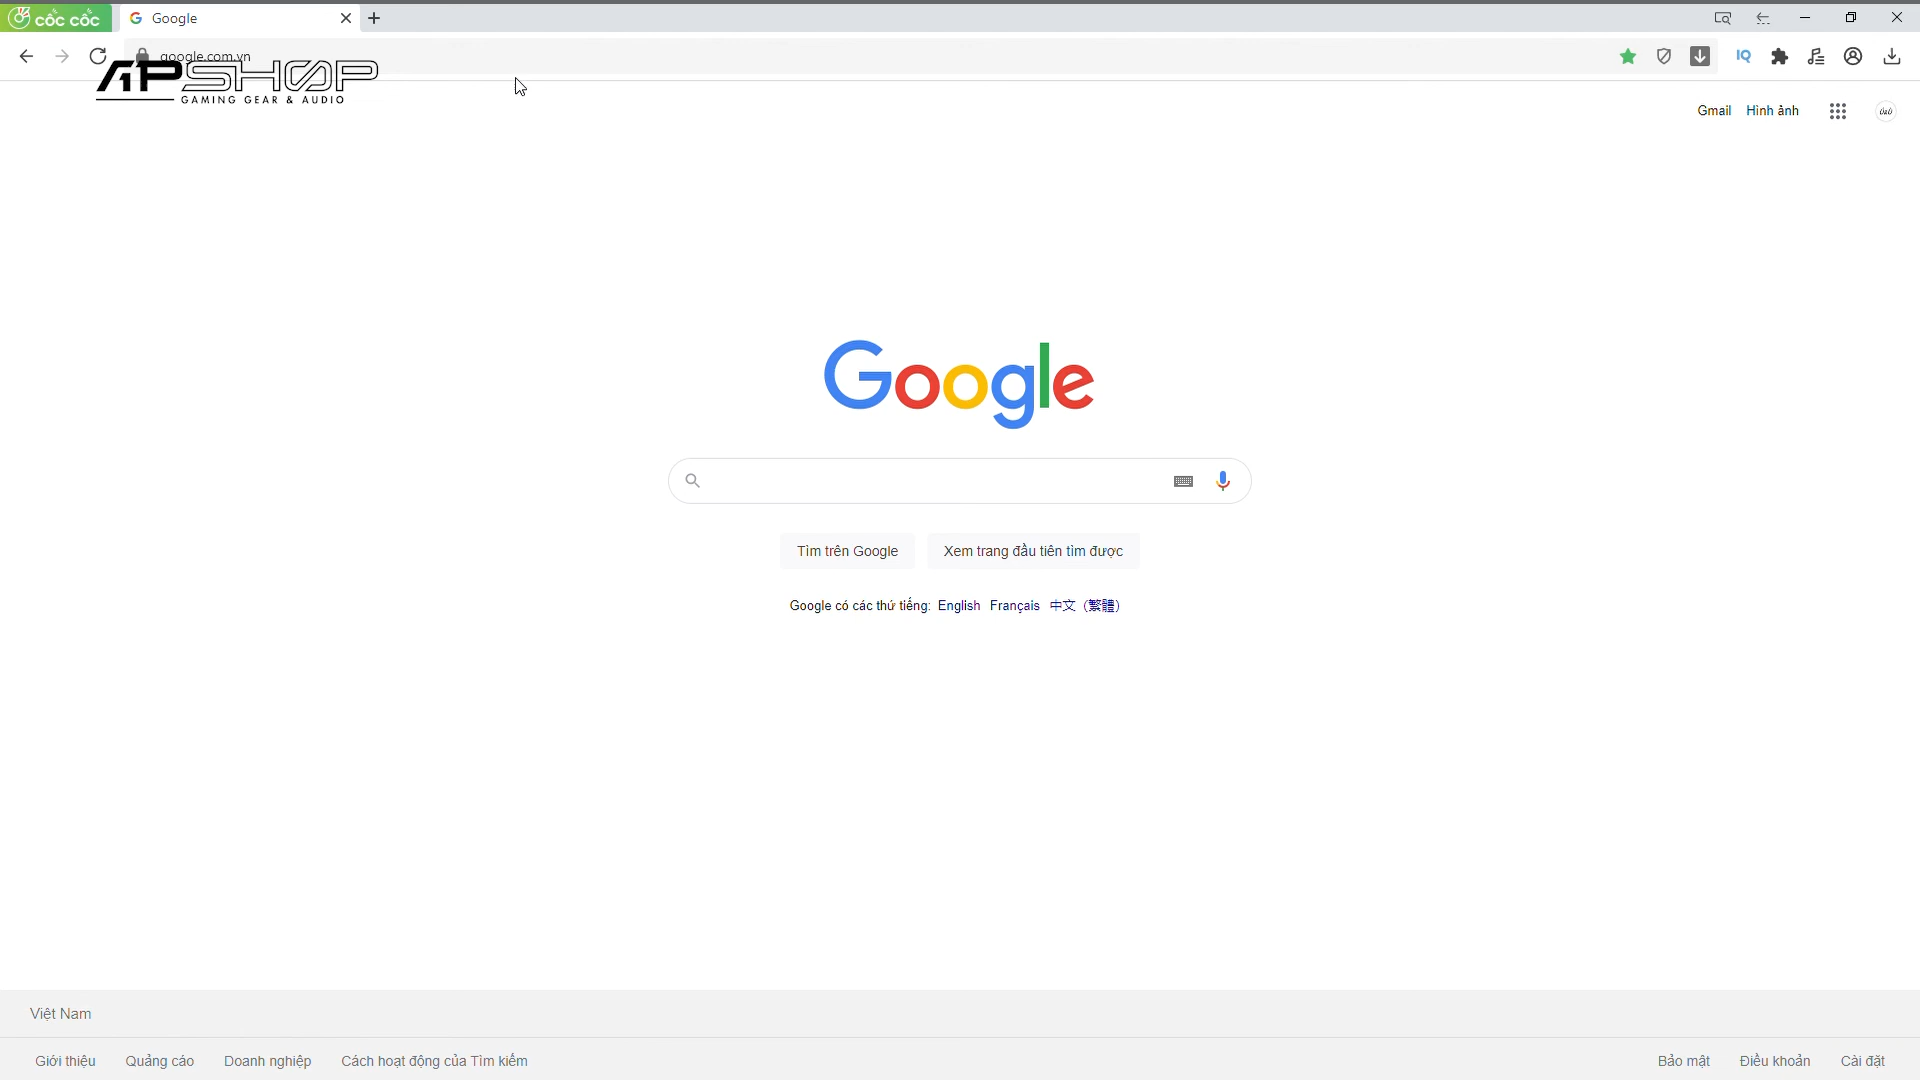 cốc cốc
Google
google.com.vn
APSHOP
GAMING GEAR & AUDIO
IQ
Gmail Hình ảnh
Google
Tìm trên Google Xem trang đầu tiên tìm được
Google có các thứ tiếng: English Français 中文 (繁體)
Việt Nam
Giới thiệu Quảng cáo Doanh nghiệp Cách hoạt động của Tìm kiếm Bảo mật Điều khoản Cài đặt